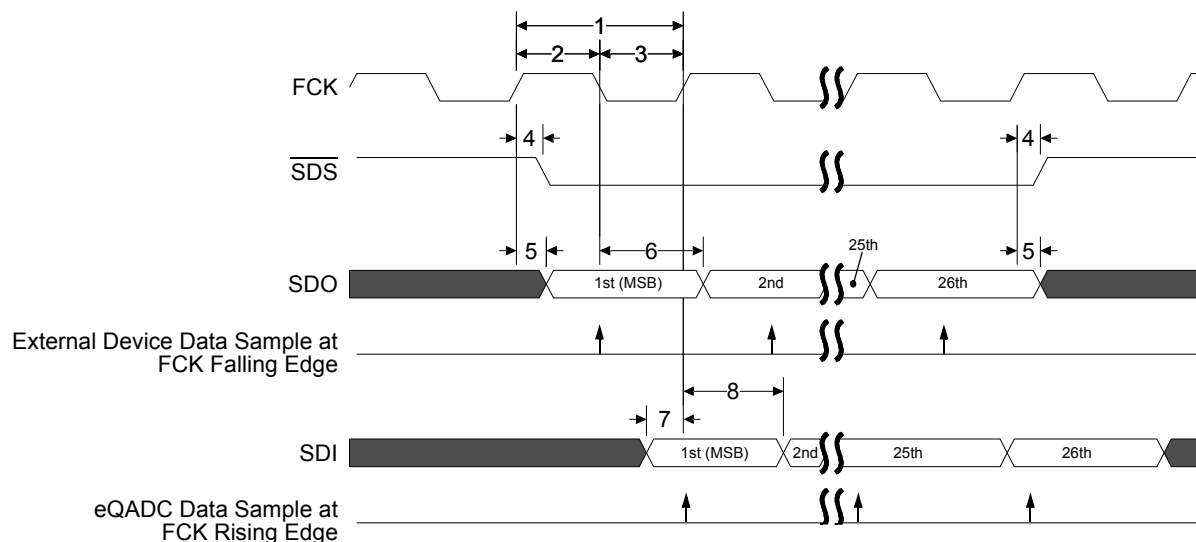 1
2 3
FCK
4 4
SDS
5 6 25th 5
SDO 1st (MSB) 2nd 26th
External Device Data Sample at
FCK Falling Edge
8
7
SDI 1st (MSB) 2nd 25th 26th
eQADC Data Sample at
FCK Rising Edge